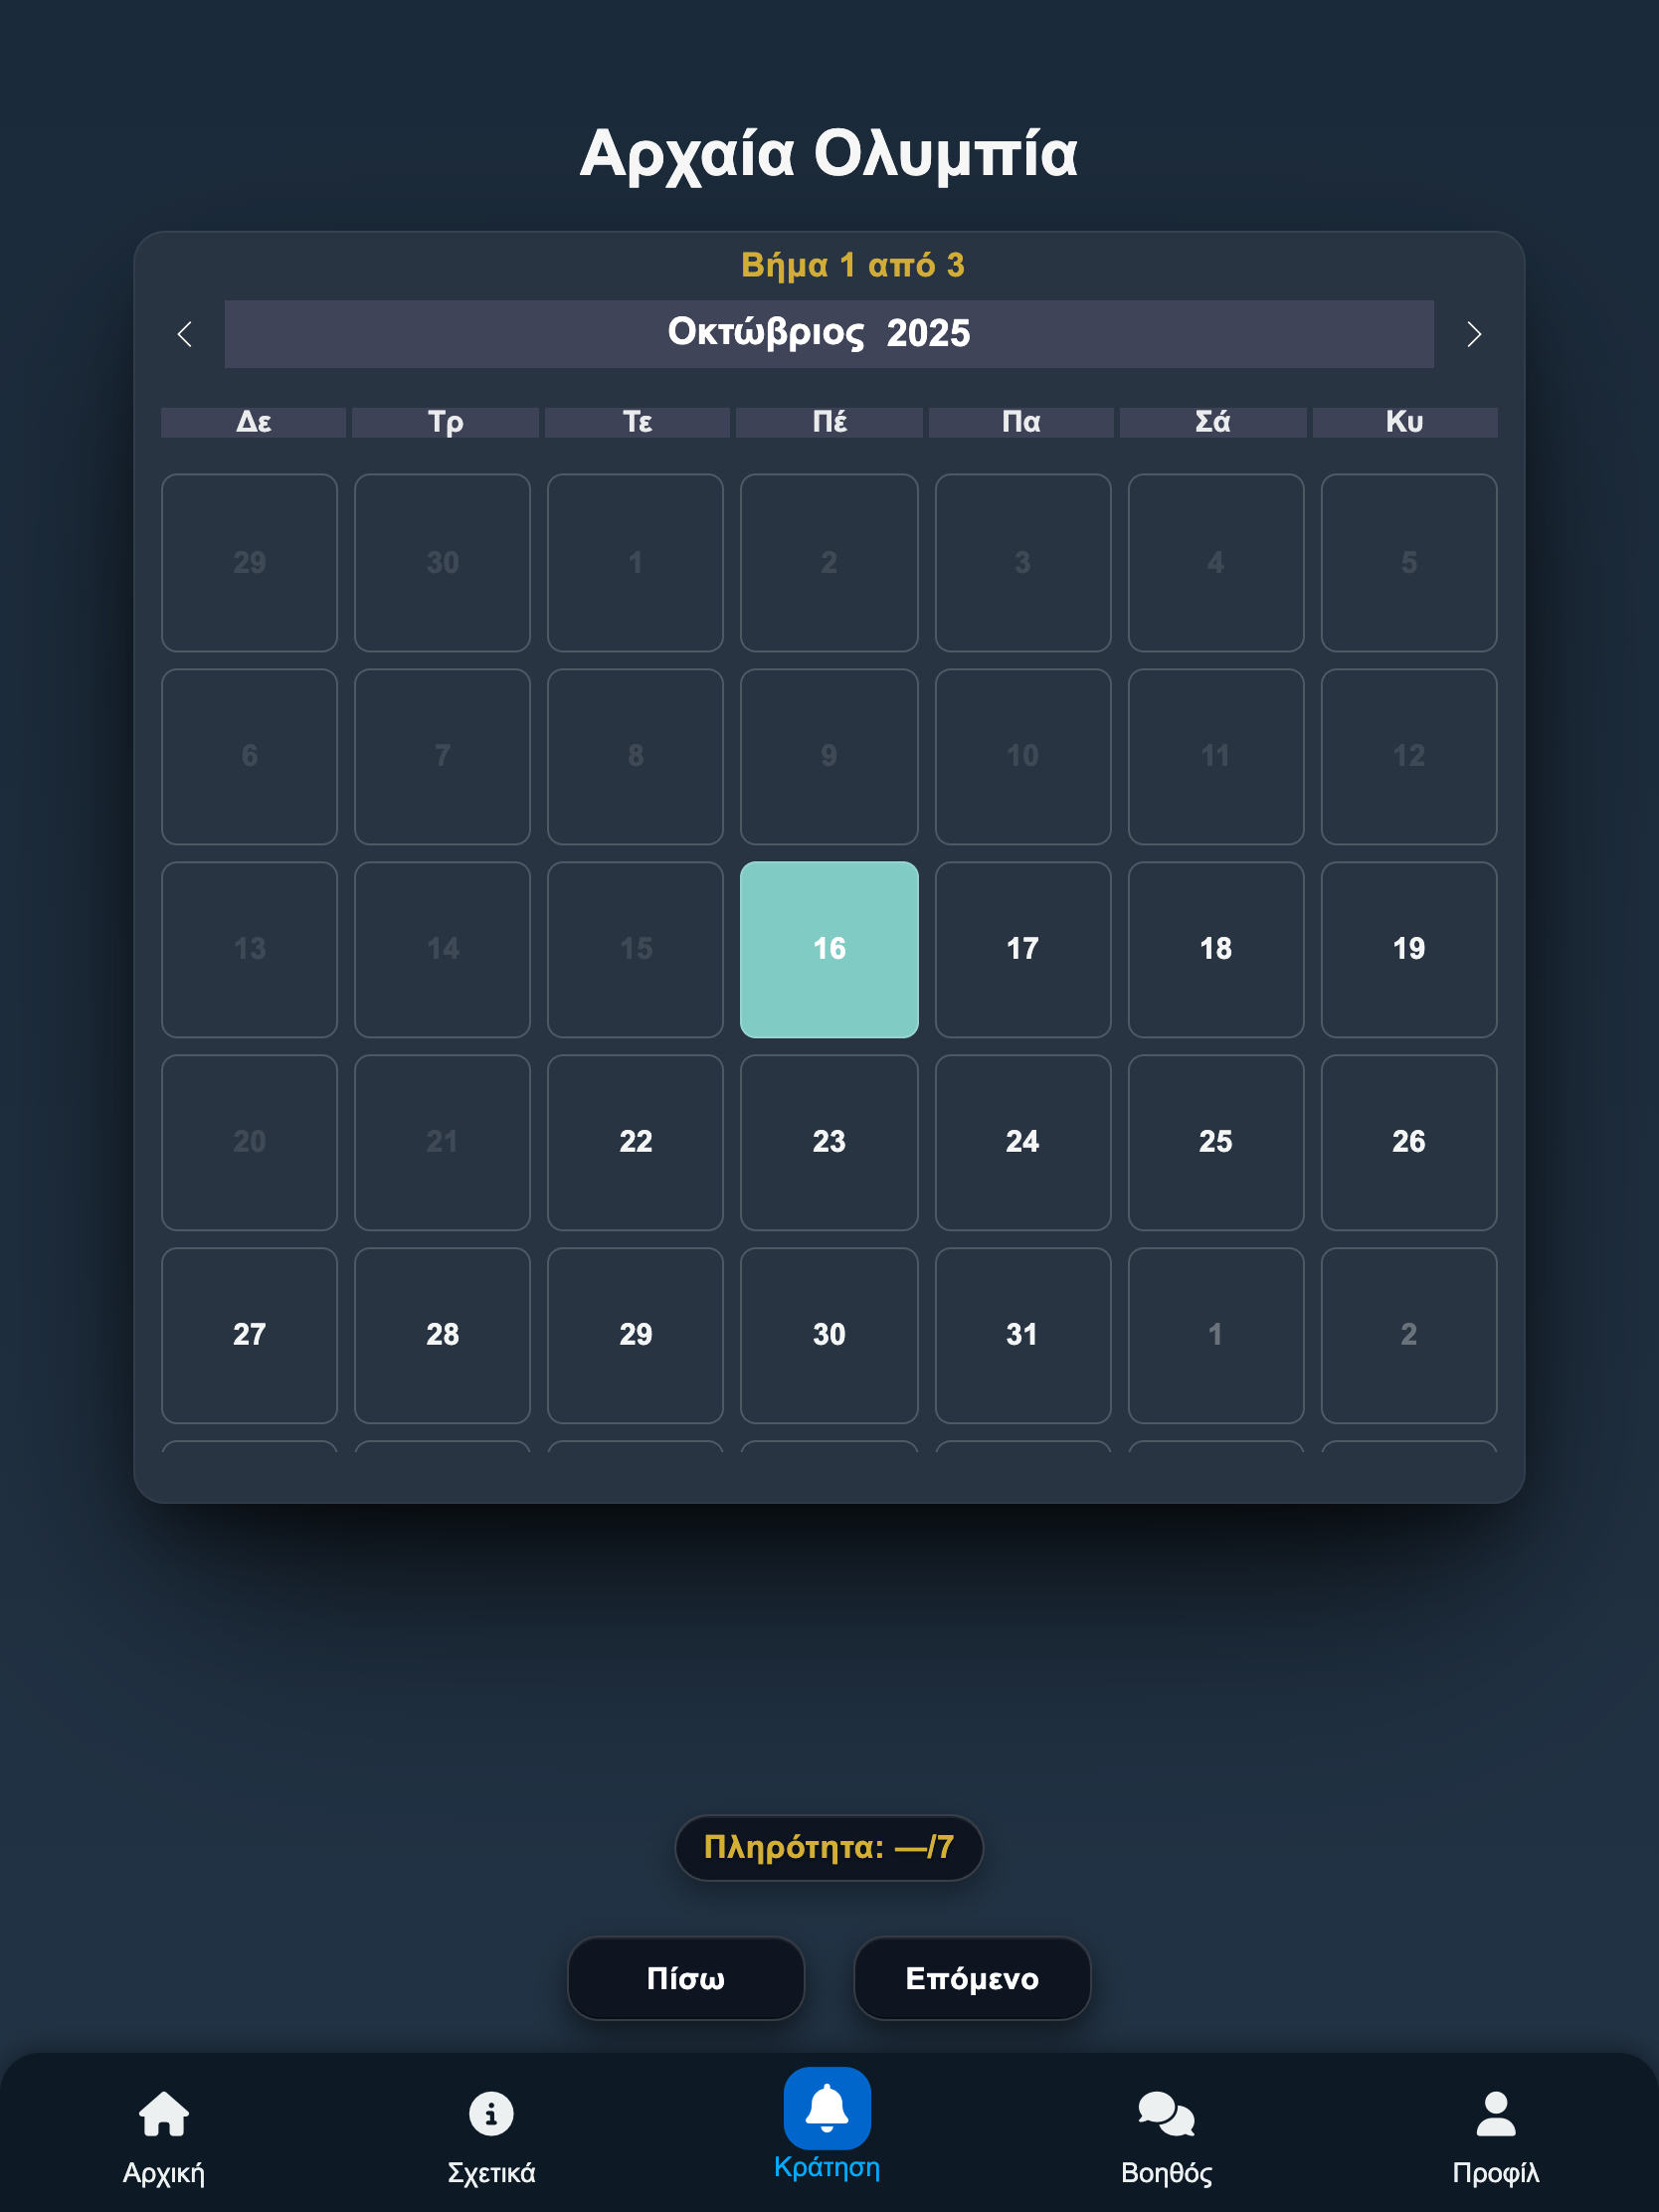 Αρχαία Ολυμπία
Βήμα 1 από 3
Οκτώβριος 2025
Δε Τρ Τε Πέ Πα Σά Κυ
29 30 1 2 3 4 5
6 7 8 9 10 11 12
13 14 15 16 17 18 19
20 21 22 23 24 25 26
27 28 29 30 31 1 2
Πληρότητα: —/7
Πίσω Επόμενο
Αρχική Σχετικά Κράτηση Βοηθός Προφίλ